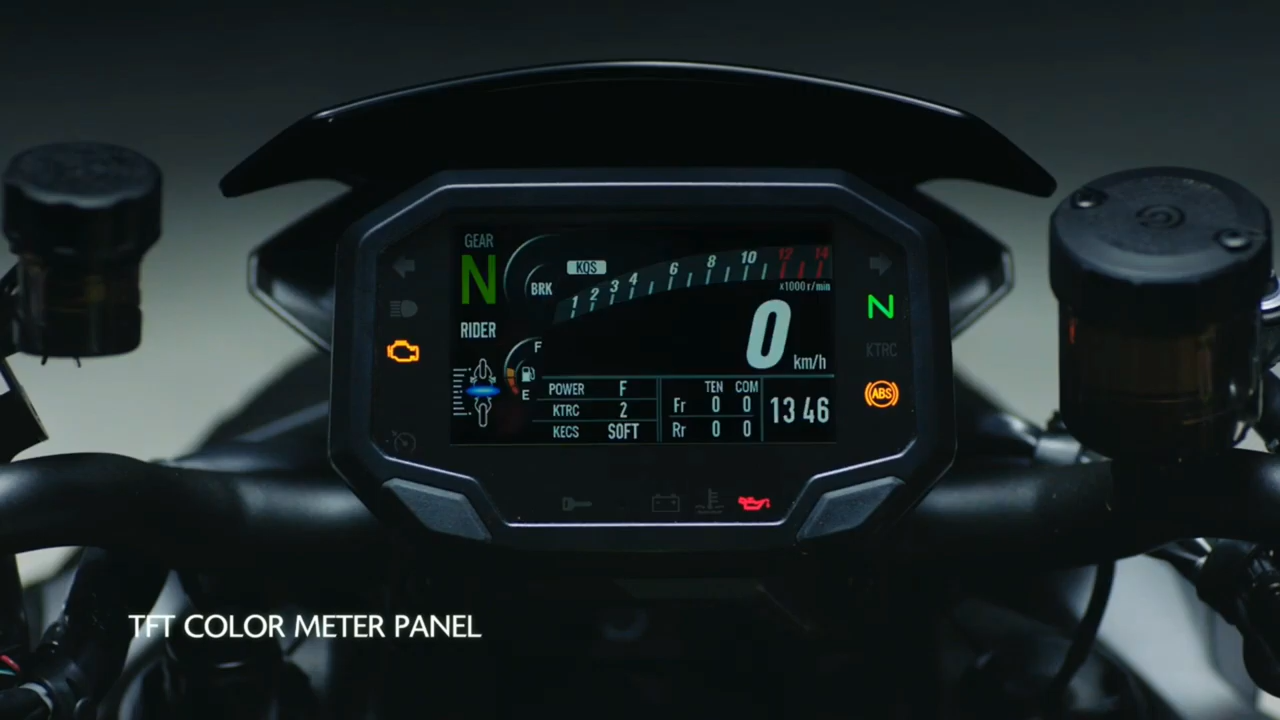 GEAR
N
RIDER
BRK
KQS
1 2 3 4 6 8 10 12 14
x1000 r/min
0
km/h
F
E
POWER F
KTRC 2
KECS SOFT
TEN COM
Fr 0 0
Rr 0 0
13 46
N
KTRC
ABS
TFT COLOR METER PANEL